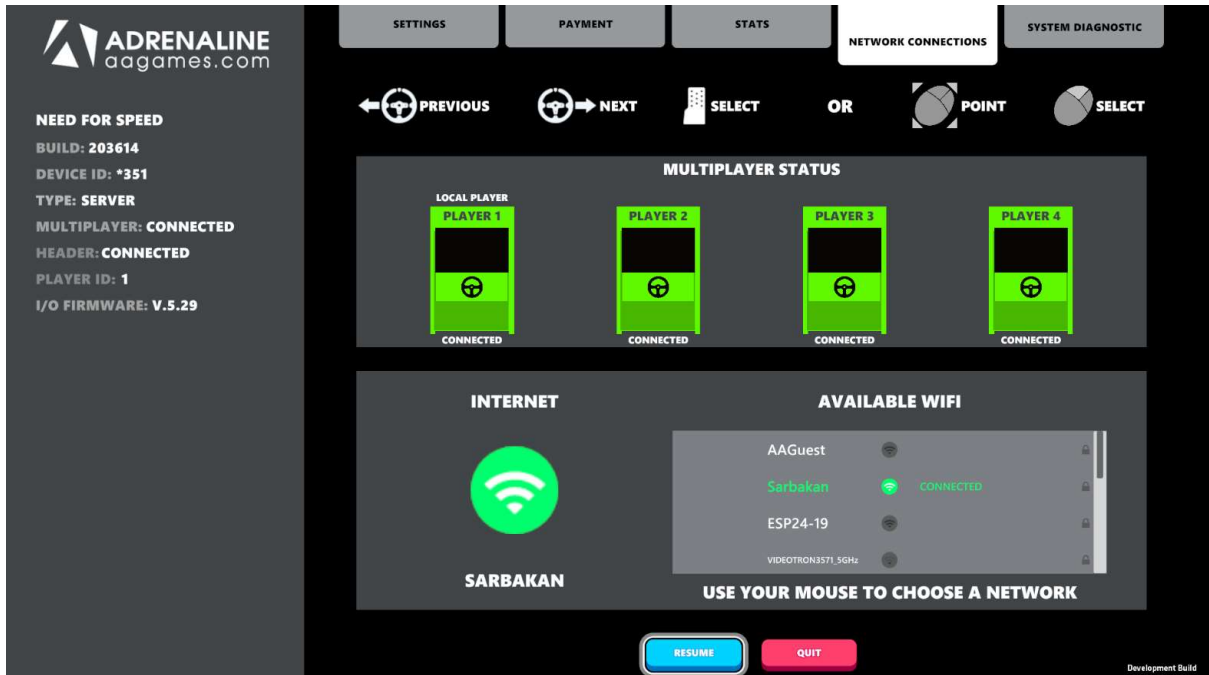 ADRENALINE
aagames.com
NEED FOR SPEED
BUILD: 203614
DEVICE ID: *351
TYPE: SERVER
MULTIPLAYER: CONNECTED
HEADER: CONNECTED
PLAYER ID: 1
I/O FIRMWARE: V.5.29
SETTINGS
PAYMENT
STATS
NETWORK CONNECTIONS
SYSTEM DIAGNOSTIC
PREVIOUS
NEXT
SELECT
OR
POINT
SELECT
MULTIPLAYER STATUS
LOCAL PLAYER
PLAYER 1
PLAYER 2
PLAYER 3
PLAYER 4
CONNECTED
CONNECTED
CONNECTED
CONNECTED
INTERNET
SARBAKAN
AVAILABLE WIFI
AAGuest
Sarbakan CONNECTED
ESP24-19
VIDEOTRON3571_5GHz
USE YOUR MOUSE TO CHOOSE A NETWORK
RESUME
QUIT
Development Build